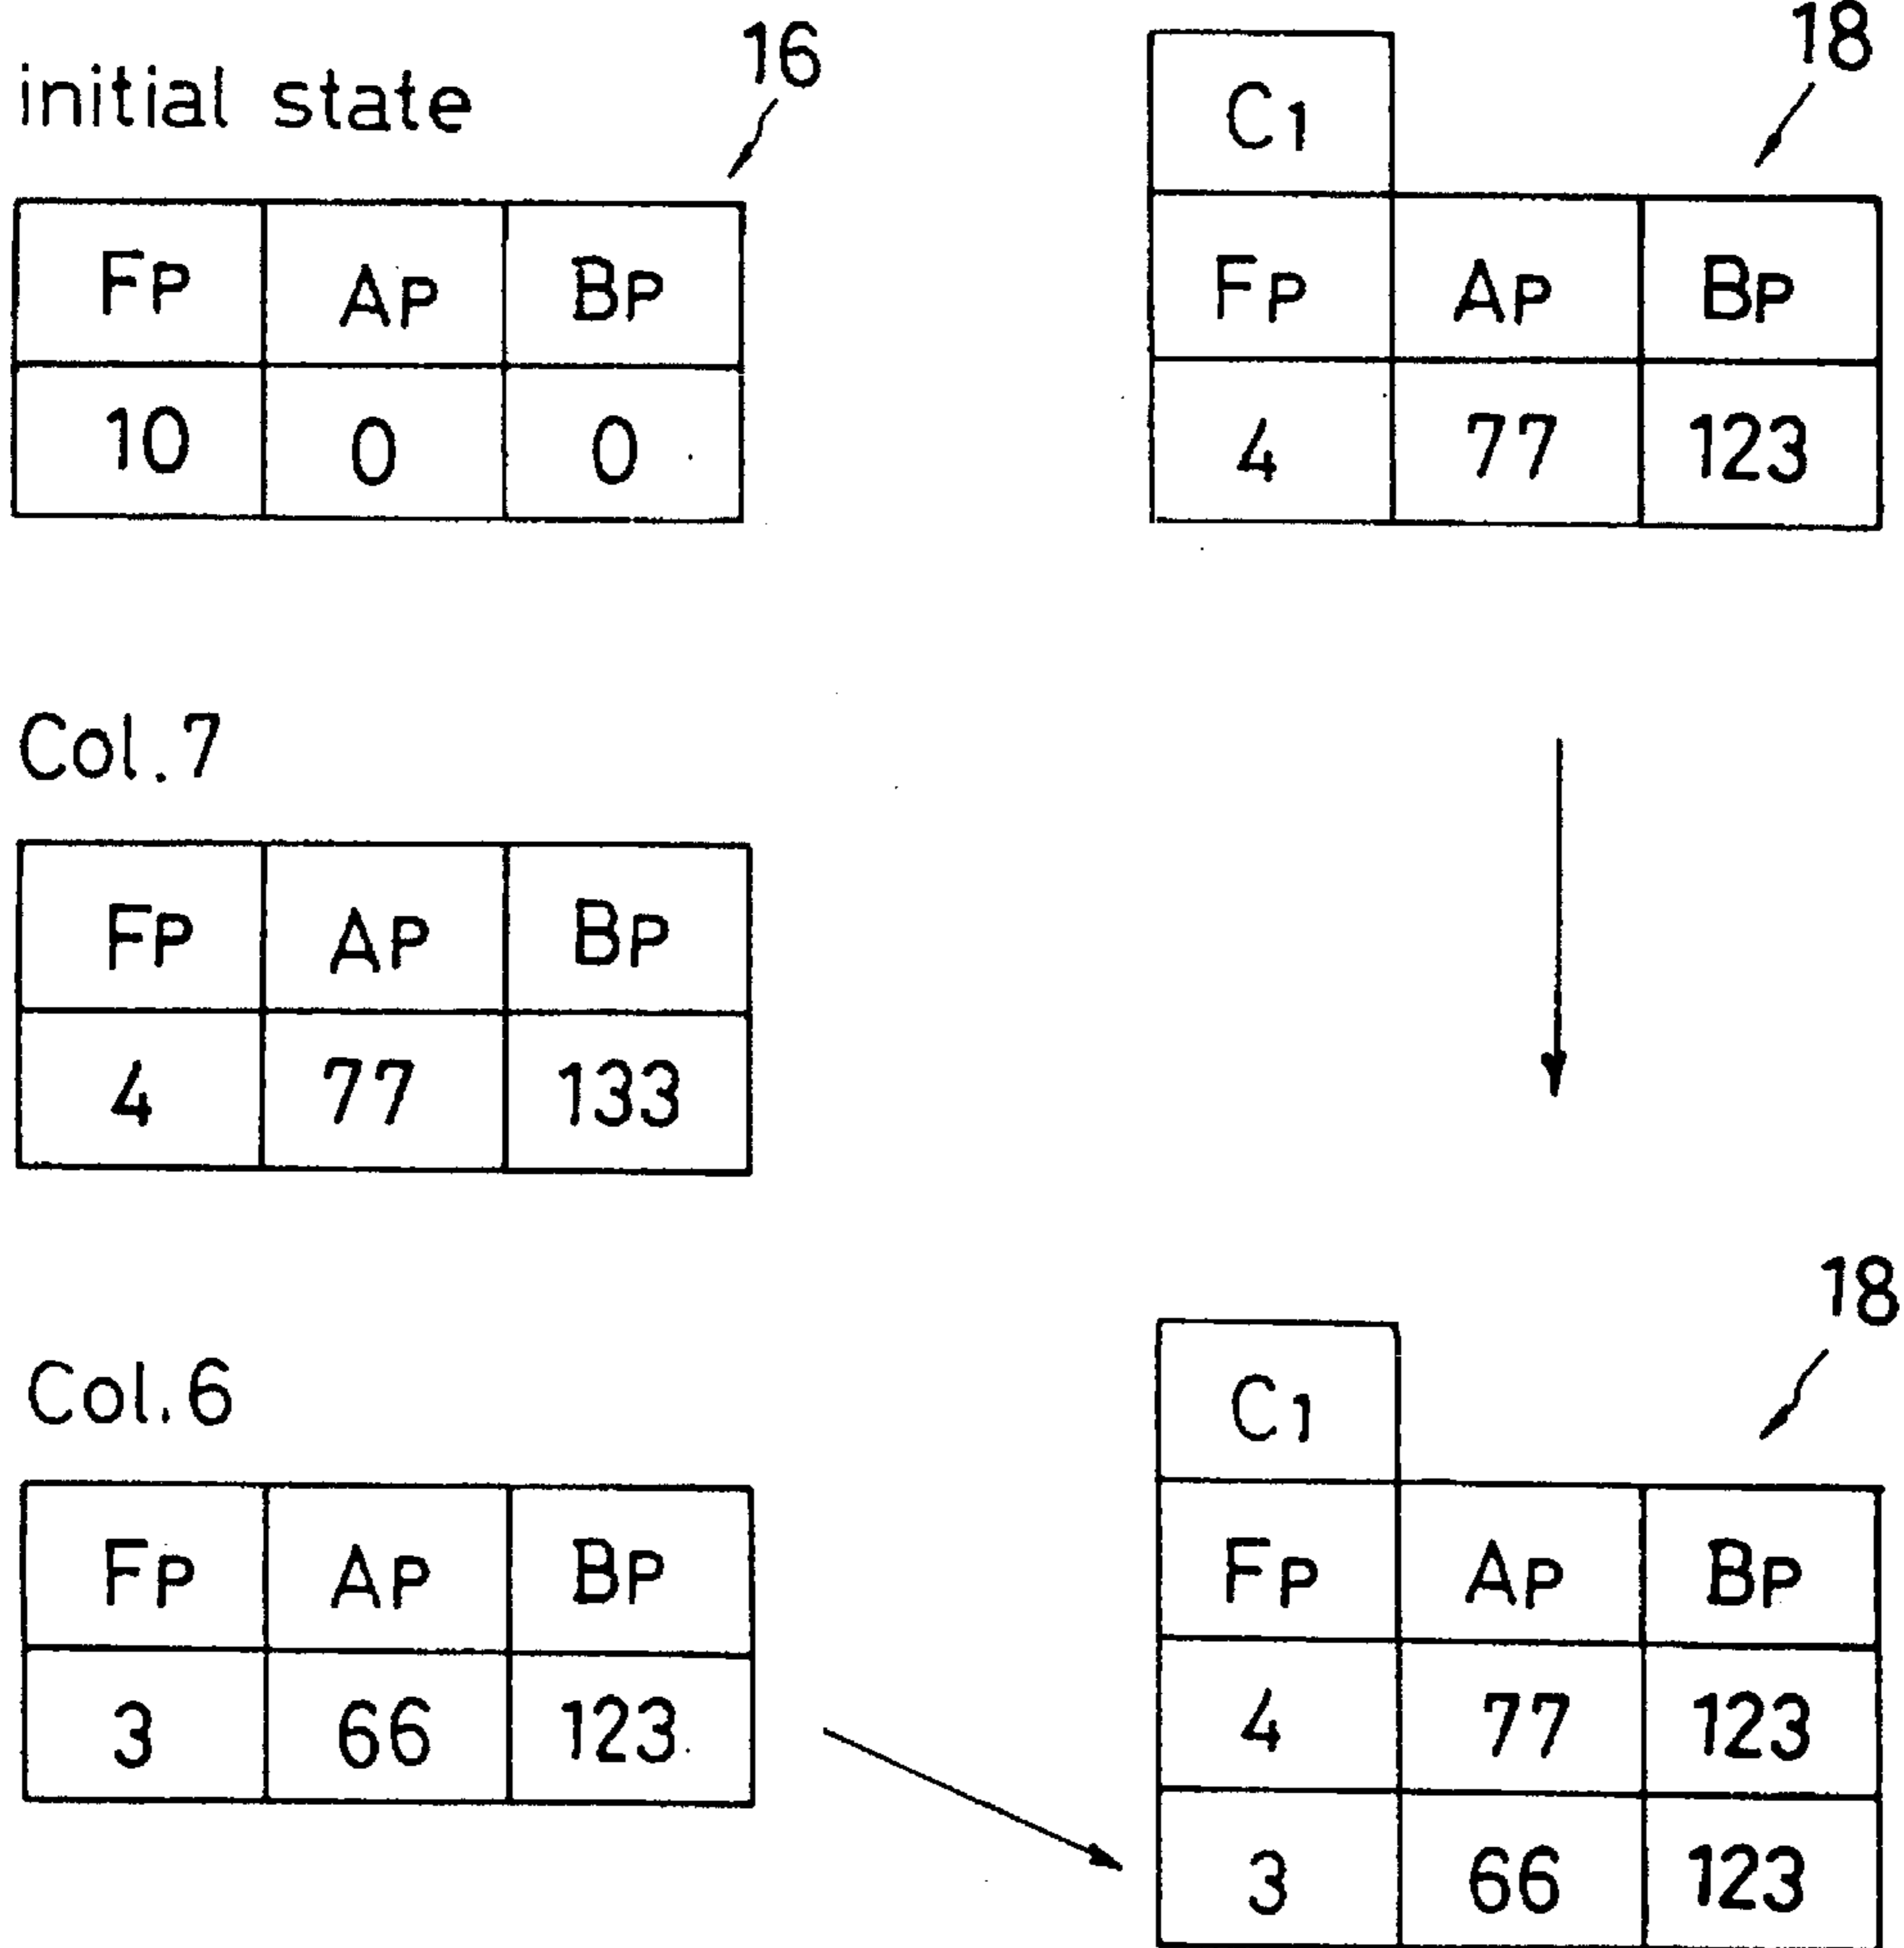 initial state
16
FP AP BP
10 0 0
18
C1
FP AP BP
4 77 123
Col.7
FP AP BP
4 77 133
Col.6
FP AP BP
3 66 123
18
C1
FP AP BP
4 77 123
3 66 123